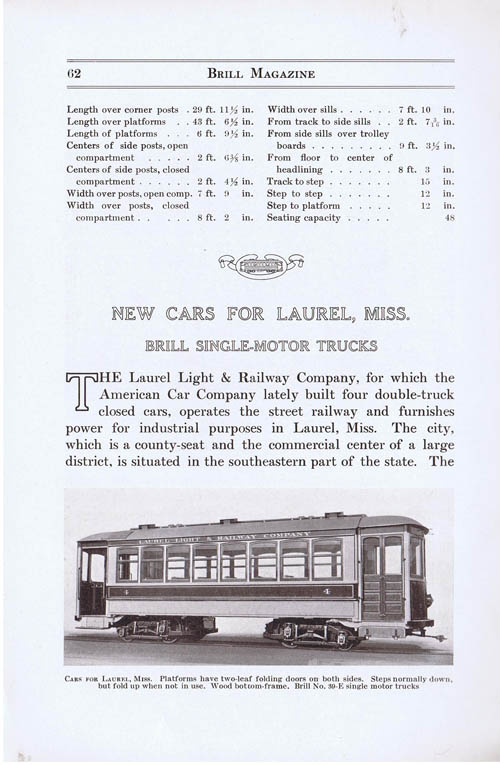 62
BRILL MAGAZINE
Length over corner posts . 29 ft. 11½ in.
Length over platforms . . 43 ft. 6½ in.
Length of platforms . . . 6 ft. 9½ in.
Centers of side posts, open
compartment . . . . . 2 ft. 6⅜ in.
Centers of side posts, closed
compartment . . . . . . 2 ft. 4½ in.
Width over posts, open comp. 7 ft. 9 in.
Width over posts, closed
compartment . . . . . 8 ft. 2 in.
Width over sills . . . . . . 7 ft. 10 in.
From track to side sills . . 2 ft. in.
From side sills over trolley
boards . . . . . . . . . 9 ft. 3½ in.
From floor to center of
headlining . . . . . . . 8 ft. 3 in.
Track to step . . . . . . . 15 in.
Step to step . . . . . . . 12 in.
Step to platform . . . . . 12 in.
Seating capacity . . . . . 48
NEW CARS FOR LAUREL, MISS.
BRILL SINGLE-MOTOR TRUCKS
THE Laurel Light & Railway Company, for which the
American Car Company lately built four double-truck
closed cars, operates the street railway and furnishes
power for industrial purposes in Laurel, Miss. The city,
which is a county-seat and the commercial center of a large
district, is situated in the southeastern part of the state. The
LAUREL LIGHT & RAILWAY COMPANY
4 4
CARS FOR LAUREL, MISS. Platforms have two-leaf folding doors on both sides. Steps normally down,
but fold up when not in use. Wood bottom-frame. Brill No. 39-E single motor trucks